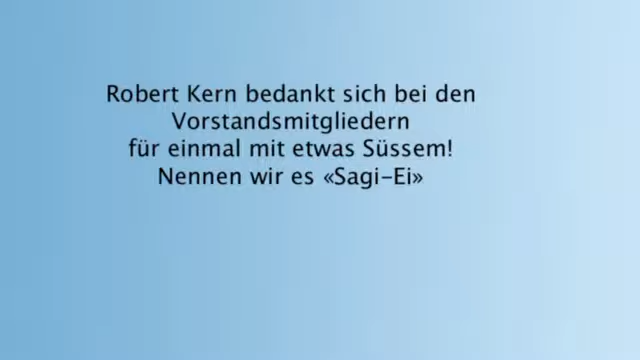 Robert Kern bedankt sich bei den
Vorstandsmitgliedern
für einmal mit etwas Süssem!
Nennen wir es «Sagi-Ei»